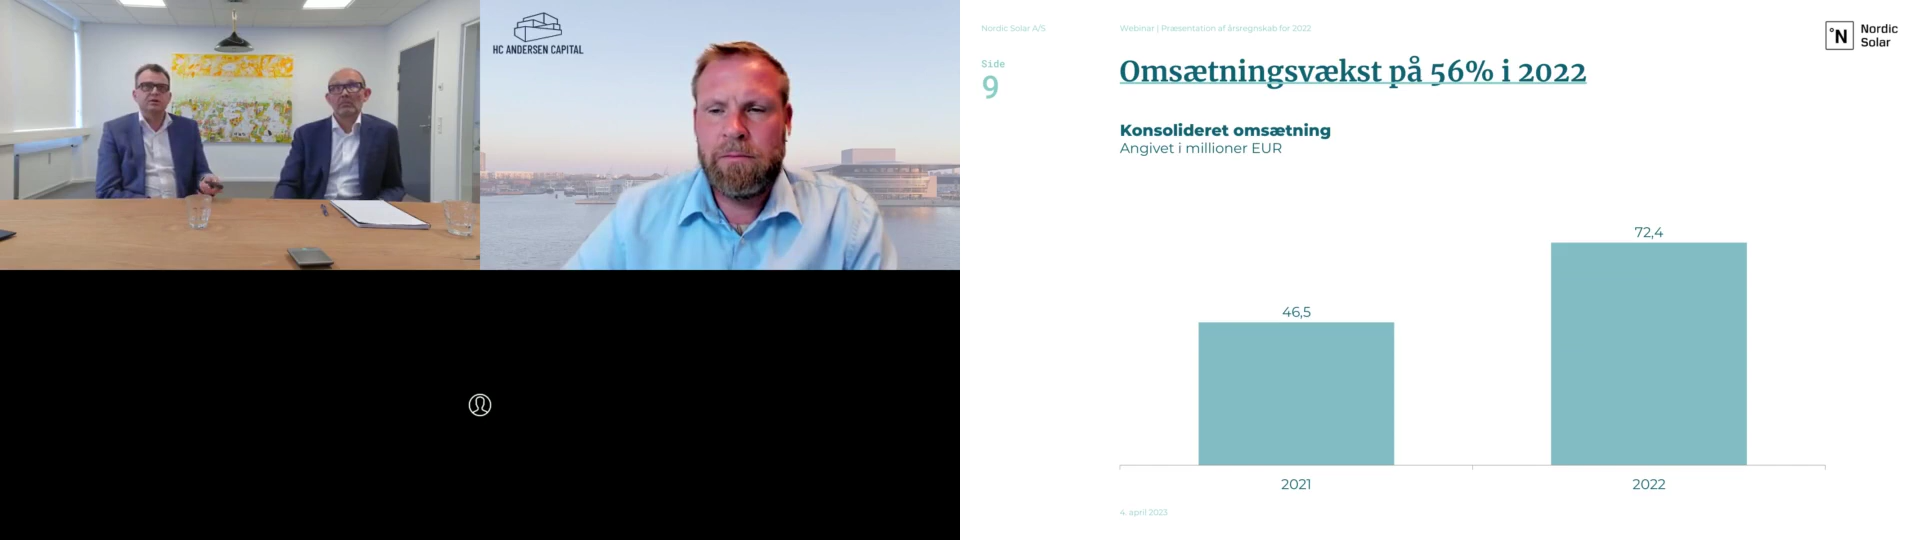 HC ANDERSEN CAPITAL
Nordic Solar A/S
Webinar | Præsentation af årsregnskab for 2022
°N Nordic
Solar
Side
9
Omsætningsvækst på 56% i 2022
Konsolideret omsætning
Angivet i millioner EUR
72,4
46,5
2021
2022
4. april 2023